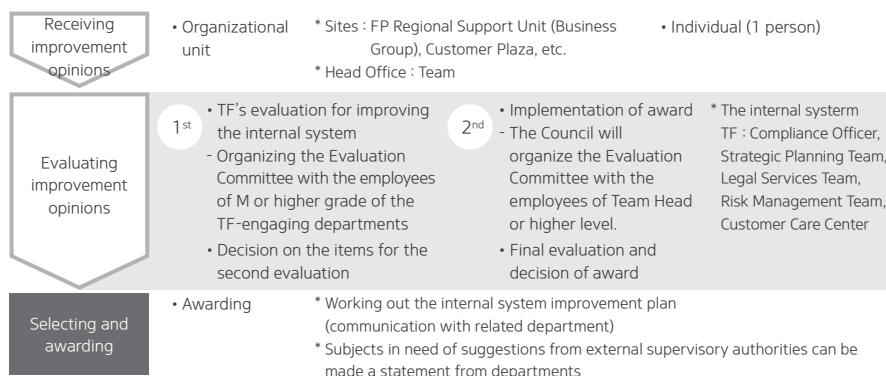 Receiving
improvement
opinions
• Organizational
unit
* Sites : FP Regional Support Unit (Business
Group), Customer Plaza, etc.
* Head Office : Team
• Individual (1 person)
Evaluating
improvement
opinions
1st
• TF's evaluation for improving
the internal system
- Organizing the Evaluation
Committee with the employees
of M or higher grade of the
TF-engaging departments
• Decision on the items for the
second evaluation
2nd
• Implementation of award
- The Council will
organize the Evaluation
Committee with the
employees of Team Head
or higher level.
• Final evaluation and
decision of award
* The internal systerm
TF : Compliance Officer,
Strategic Planning Team,
Legal Services Team,
Risk Management Team,
Customer Care Center
Selecting and
awarding
• Awarding
* Working out the internal system improvement plan
(communication with related department)
* Subjects in need of suggestions from external supervisory authorities can be
made a statement from departments